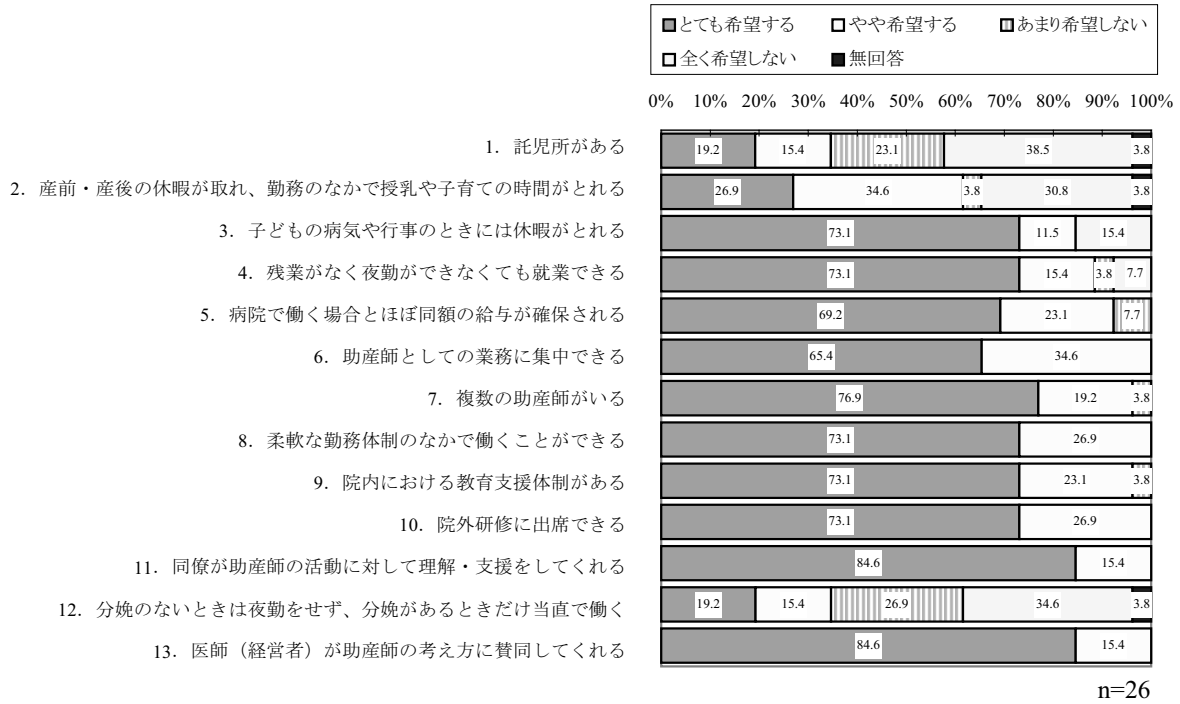 とても希望する やや希望する あまり希望しない
全く希望しない 無回答
0% 10% 20% 30% 40% 50% 60% 70% 80% 90% 100%
1．託児所がある 19.2 15.4 23.1 38.5 3.8
2．産前・産後の休暇が取れ、勤務のなかで授乳や子育ての時間がとれる 26.9 34.6 3.8 30.8 3.8
3．子どもの病気や行事のときには休暇がとれる 73.1 11.5 15.4
4．残業がなく夜勤ができなくても就業できる 73.1 15.4 3.8 7.7
5．病院で働く場合とほぼ同額の給与が確保される 69.2 23.1 7.7
6．助産師としての業務に集中できる 65.4 34.6
7．複数の助産師がいる 76.9 19.2 3.8
8．柔軟な勤務体制のなかで働くことができる 73.1 26.9
9．院内における教育支援体制がある 73.1 23.1 3.8
10．院外研修に出席できる 73.1 26.9
11．同僚が助産師の活動に対して理解・支援をしてくれる 84.6 15.4
12．分娩のないときは夜勤をせず、分娩があるときだけ当直で働く 19.2 15.4 26.9 34.6 3.8
13．医師（経営者）が助産師の考え方に賛同してくれる 84.6 15.4
n=26